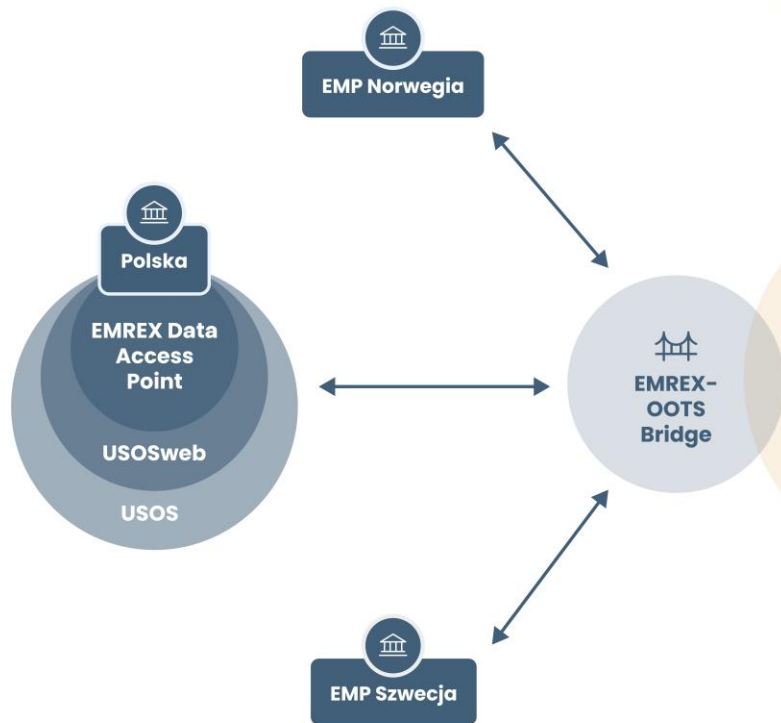 EMP Norwegia
Polska
EMREX Data
Access
Point
USOSweb
USOS
EMREX-
OOTS
Bridge
EMP Szwecja